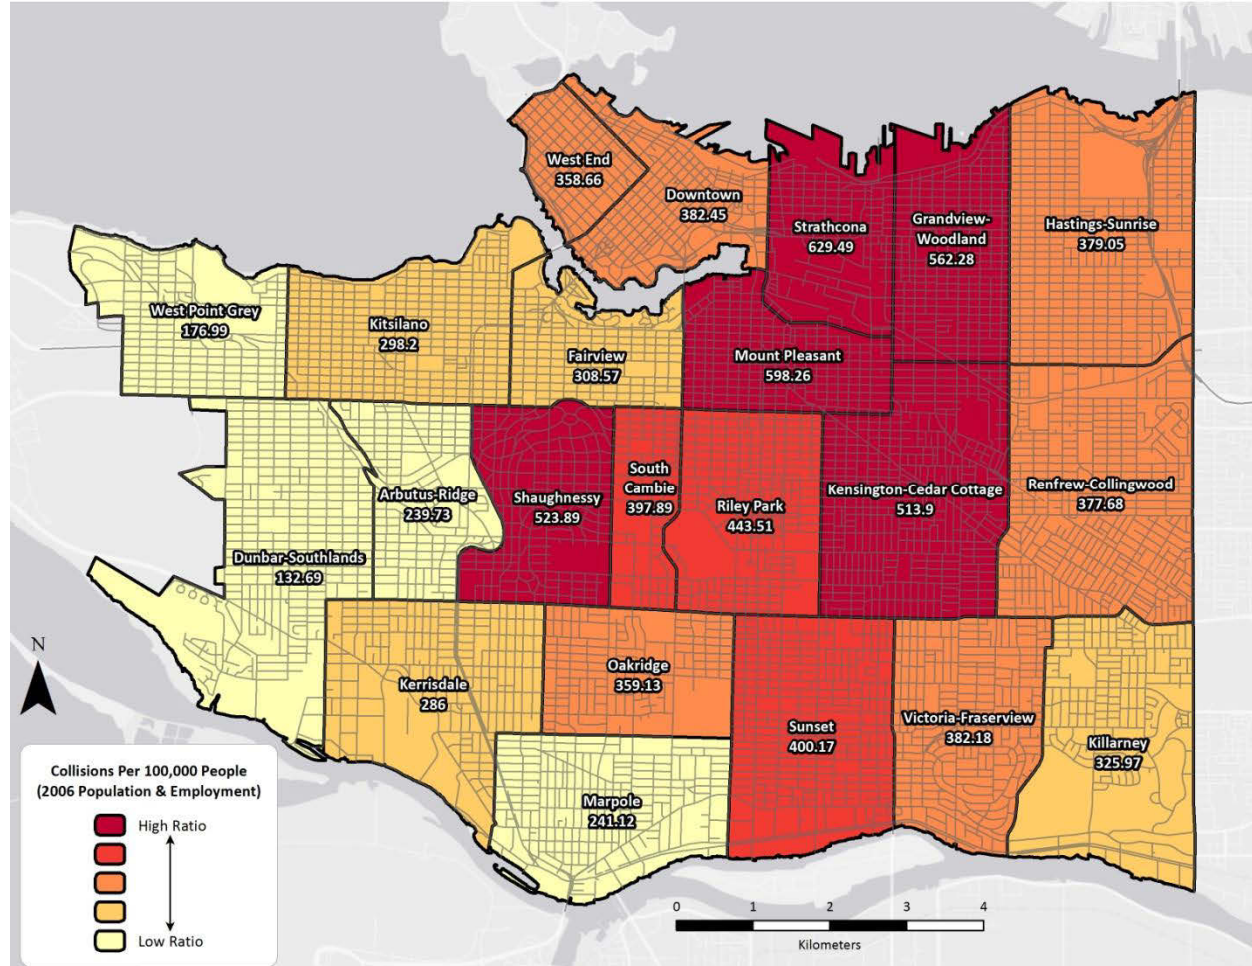 West End
358.66
Downtown
382.45
Strathcona
629.49
Grandview-
Woodland
562.28
Hastings-Sunrise
379.05
West Point Grey
176.99
Kitsilano
298.2
Fairview
308.57
Mount Pleasant
598.26
Arbutus-Ridge
239.73
Shaughnessy
523.89
South
Cambie
397.89
Riley Park
443.51
Kensington-Cedar Cottage
513.9
Renfrew-Collingwood
377.68
Dunbar-Southlands
132.69
Kerrisdale
286
Oakridge
359.13
Sunset
400.17
Victoria-Fraserview
382.18
Killarney
325.97
Marpole
241.12
N
Collisions Per 100,000 People
(2006 Population & Employment)
High Ratio
Low Ratio
0 1 2 3 4
Kilometers